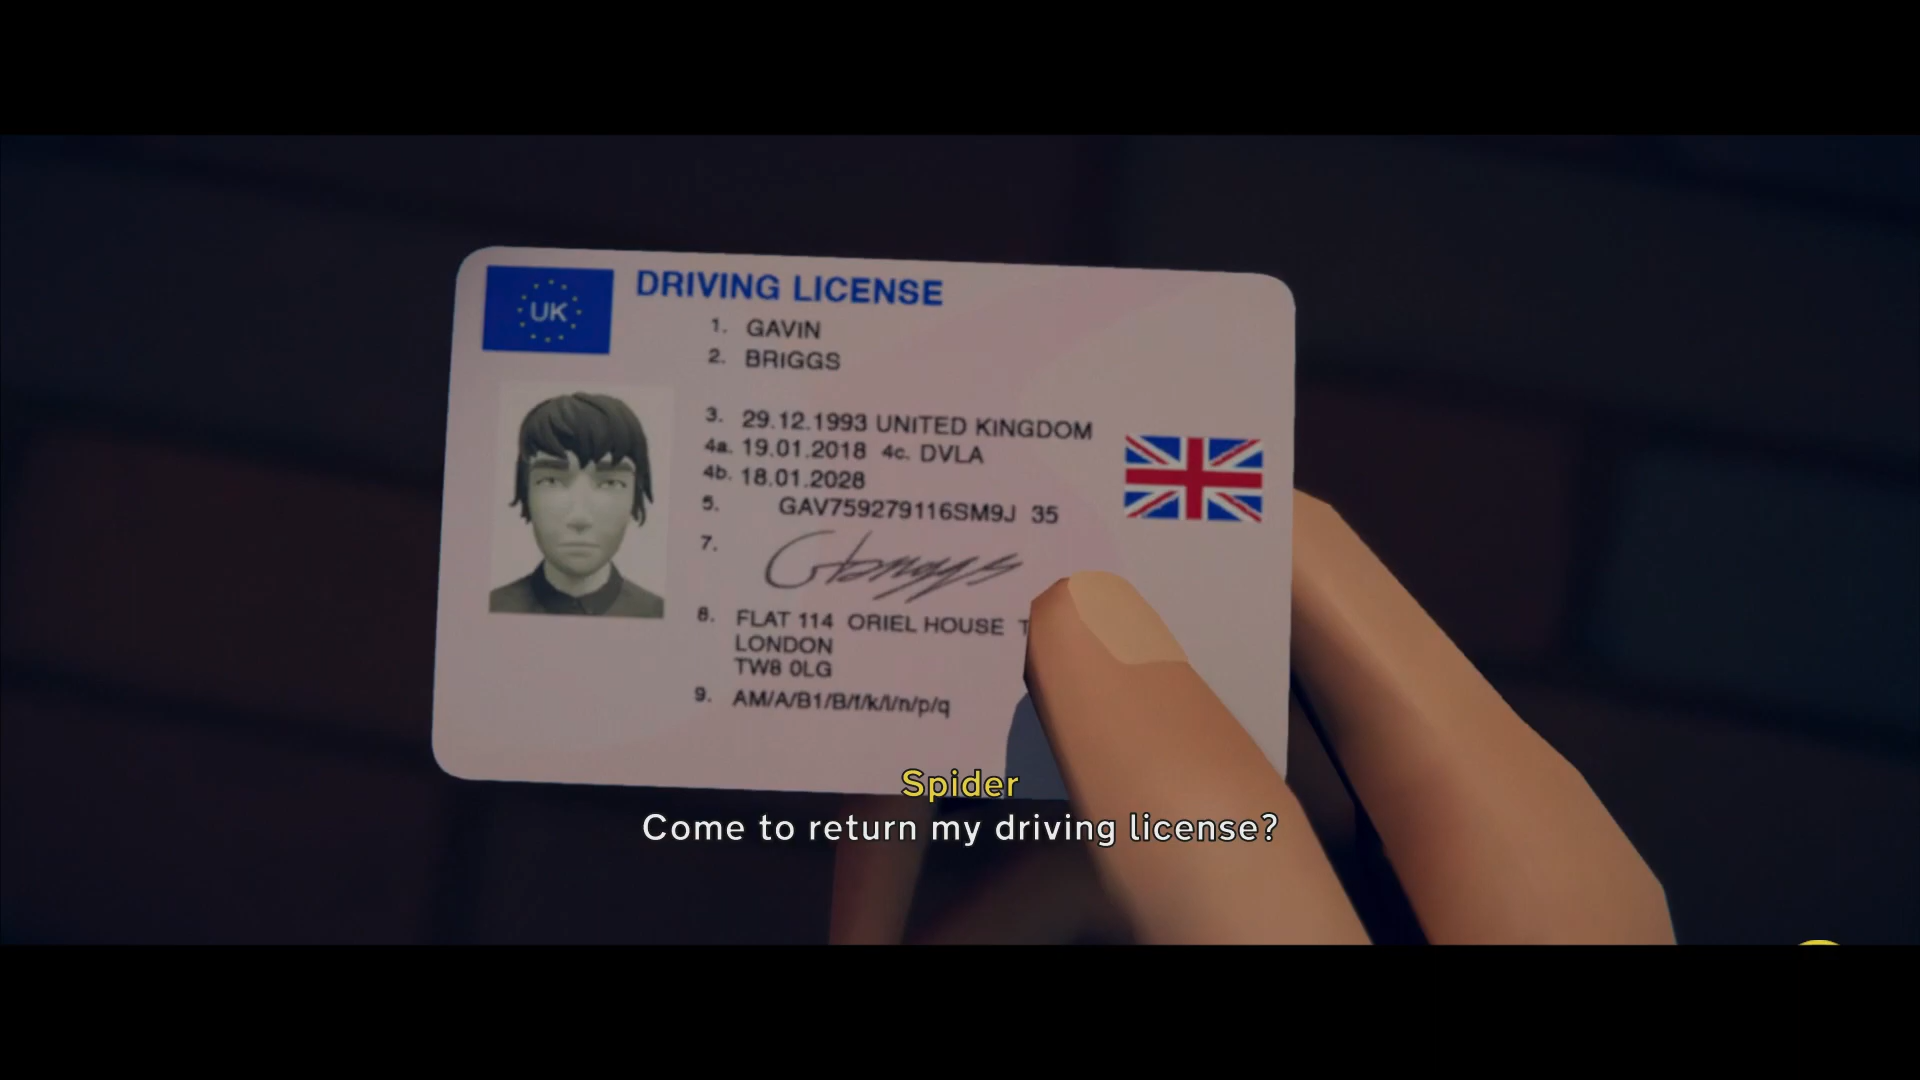 UK
DRIVING LICENSE
1. GAVIN
2. BRIGGS
3. 29.12.1993 UNITED KINGDOM
4a. 19.01.2018 4c. DVLA
4b. 18.01.2028
5. GAV759279116SM9J 35
7. Gbriggs
8. FLAT 114 ORIEL HOUSE T
LONDON
TW8 0LG
9. AM/A/B1/B/f/k/l/n/p/q
Spider
Come to return my driving license?